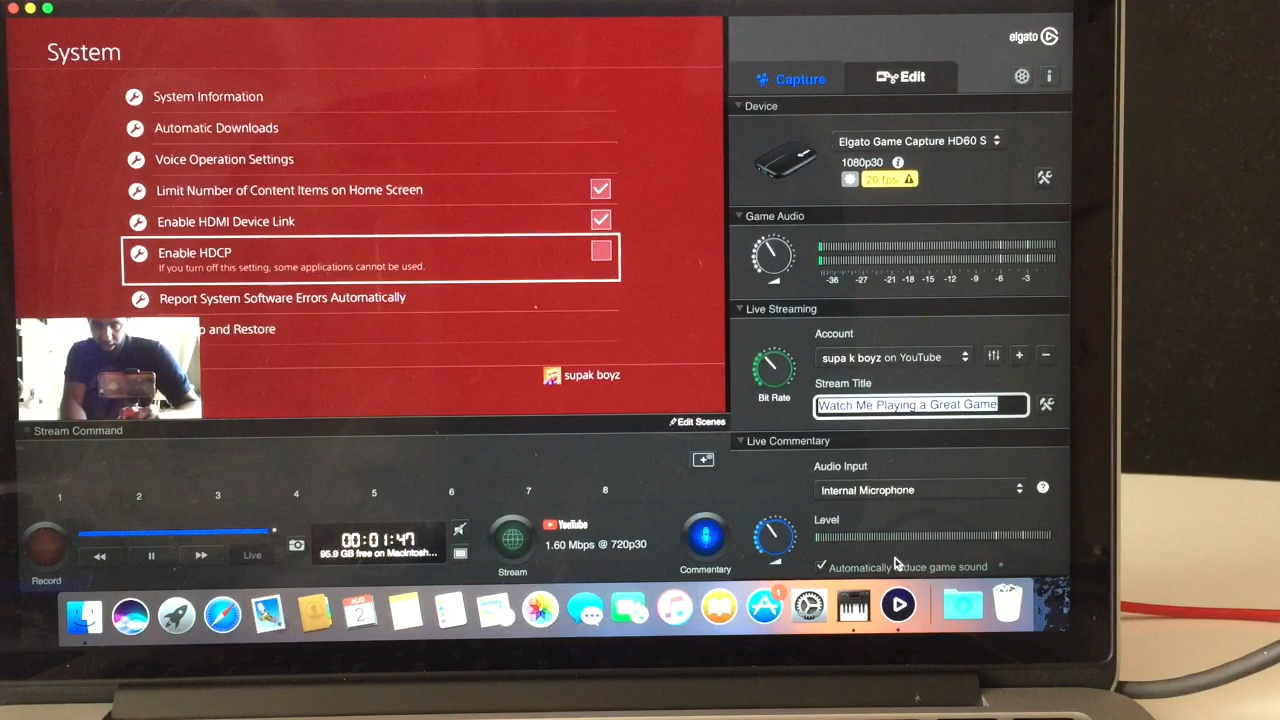 System
System Information
Automatic Downloads
Voice Operation Settings
Limit Number of Content Items on Home Screen
Enable HDMI Device Link
Enable HDCP
If you turn off this setting, some applications cannot be used.
Report System Software Errors Automatically
p and Restore
supak boyz
elgato
Capture
Edit
Device
Elgato Game Capture HD60 S
1080p30
20 fps
Game Audio
-36 -27 -21 -18 -15 -12 -9 -6 -3
Live Streaming
Account
supa k boyz on YouTube
Bit Rate
Stream Title
Watch Me Playing a Great Game
Live Commentary
Audio Input
Internal Microphone
Level
Automatically duce game sound
Edit Scenes
Stream Command
1 2 3 4 5 6 7 8
Record
Live
00:01:47
95.9 GB free on Macintosh...
Stream
YouTube
1.60 Mbps @ 720p30
Commentary
AUG
2
1